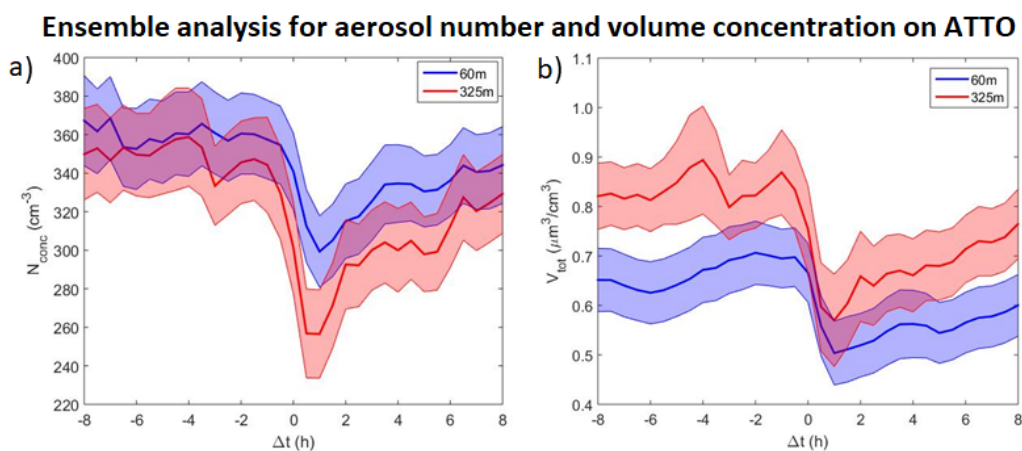 Ensemble analysis for aerosol number and volume concentration on ATTO
a)
400
380
360
340
320
300
280
260
240
220
N_conc (cm^-3)
-8 -6 -4 -2 0 2 4 6 8
Δt (h)
60m
325m
b)
1.1
1.0
0.9
0.8
0.7
0.6
0.5
0.4
V_tot (μm^3/cm^3)
-8 -6 -4 -2 0 2 4 6 8
Δt (h)
60m
325m